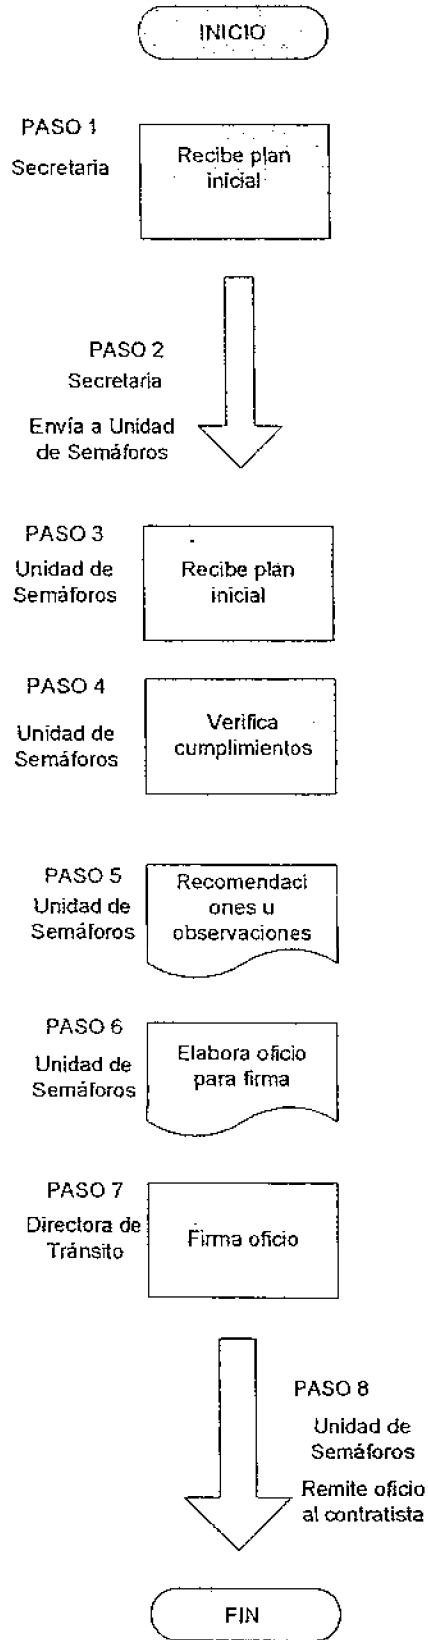 INICIO
PASO 1
Secretaria
Recibe plan
inicial
PASO 2
Secretaria
Envía a Unidad
de Semáforos
PASO 3
Unidad de
Semáforos
Recibe plan
inicial
PASO 4
Unidad de
Semáforos
Verifica
cumplimientos
PASO 5
Unidad de
Semáforos
Recomendaci
ones u
observaciones
PASO 6
Unidad de
Semáforos
Elabora oficio
para firma
PASO 7
Directora de
Tránsito
Firma oficio
PASO 8
Unidad de
Semáforos
Remite oficio
al contratista
FIN